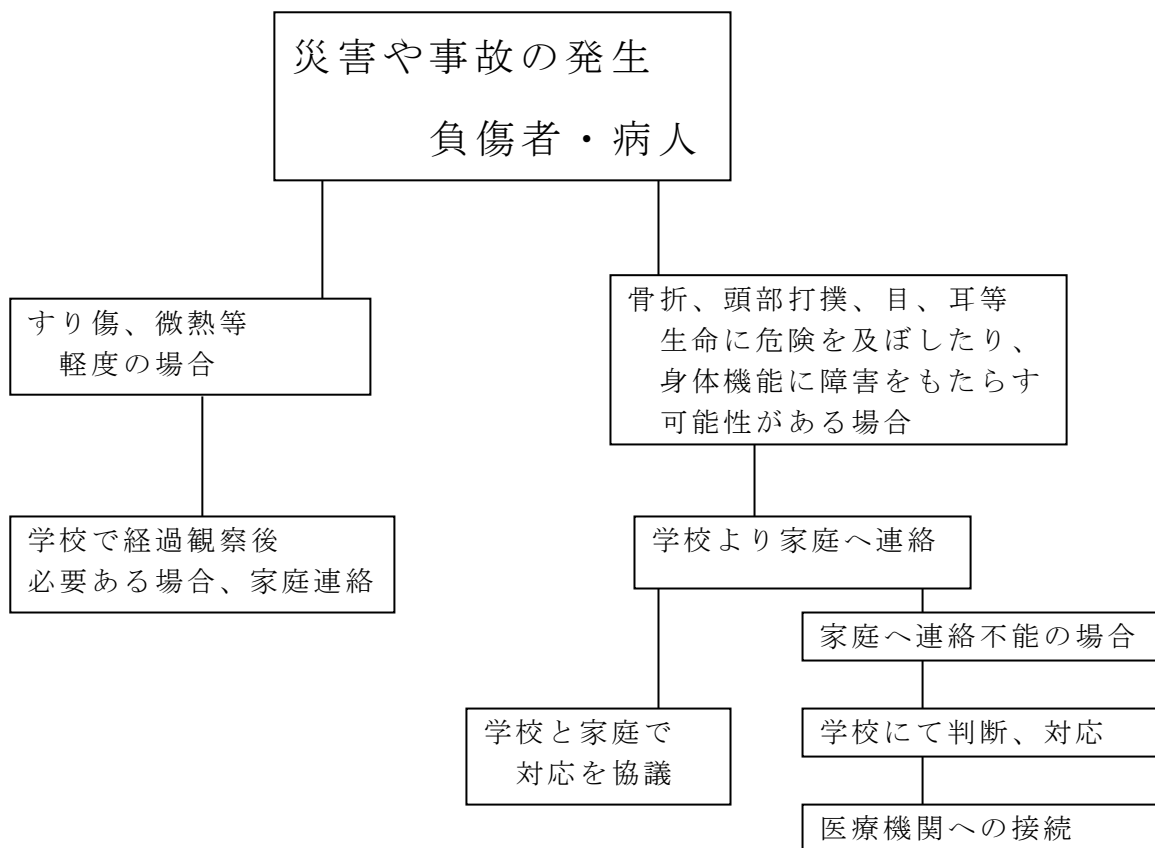 災害や事故の発生
負傷者・病人
すり傷、微熱等
軽度の場合
骨折、頭部打撲、目、耳等
生命に危険を及ぼしたり、
身体機能に障害をもたらす
可能性がある場合
学校で経過観察後
必要ある場合、家庭連絡
学校より家庭へ連絡
家庭へ連絡不能の場合
学校と家庭で
対応を協議
学校にて判断、対応
医療機関への接続